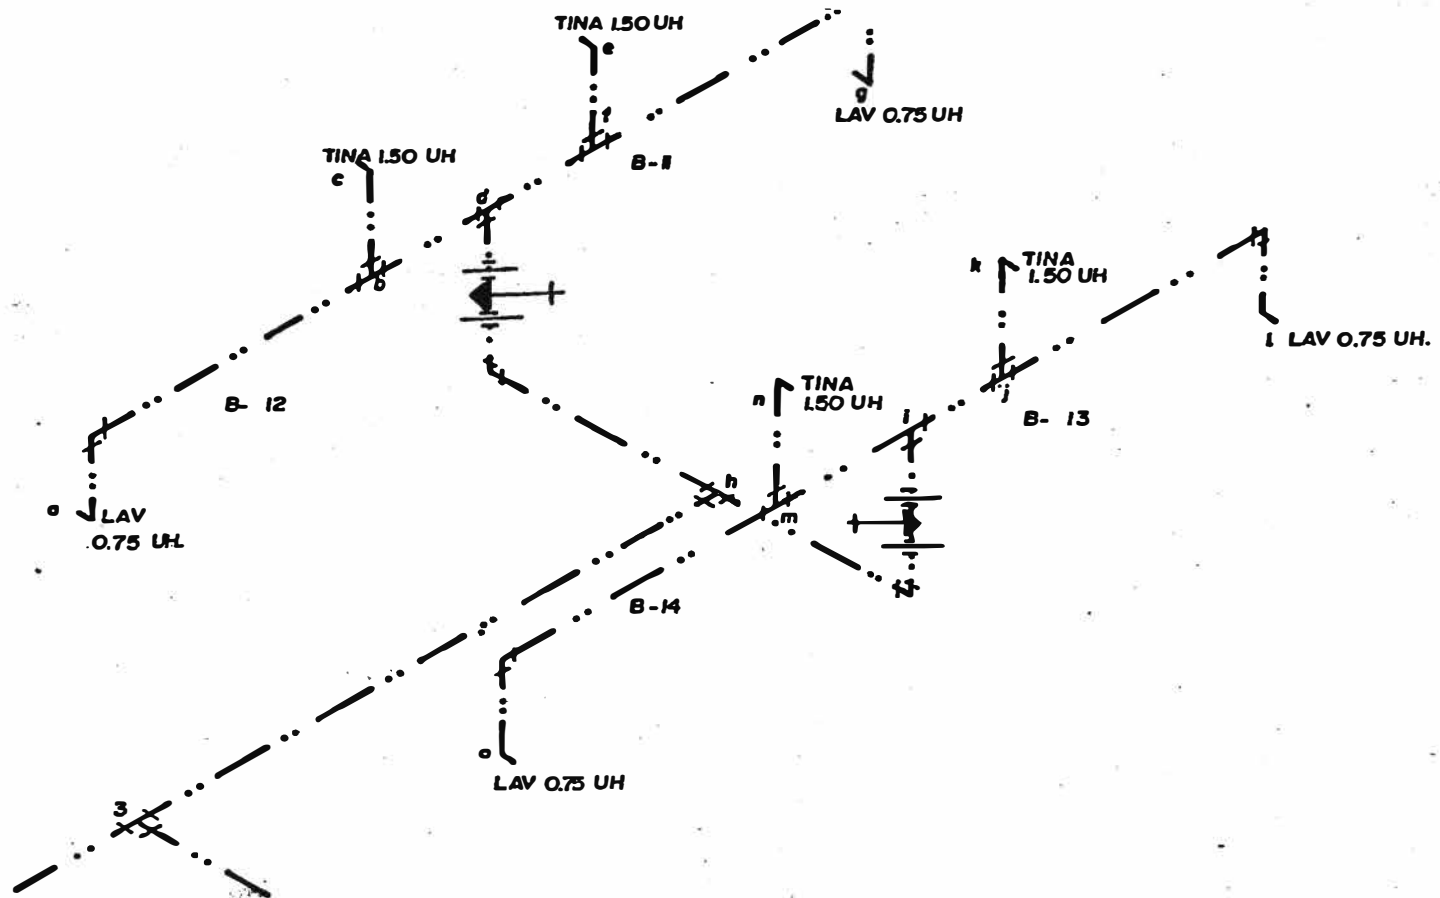 TINA 1.50 UH
e
g
LAV 0.75 UH
f
B-11
TINA 1.50 UH
c
d
b
k
TINA
1.50 UH
l LAV 0.75 UH.
TINA
1.50 UH
n
j
B- 13
i
B- 12
h
a
LAV
0.75 UH.
m
B-14
a
LAV 0.75 UH
3